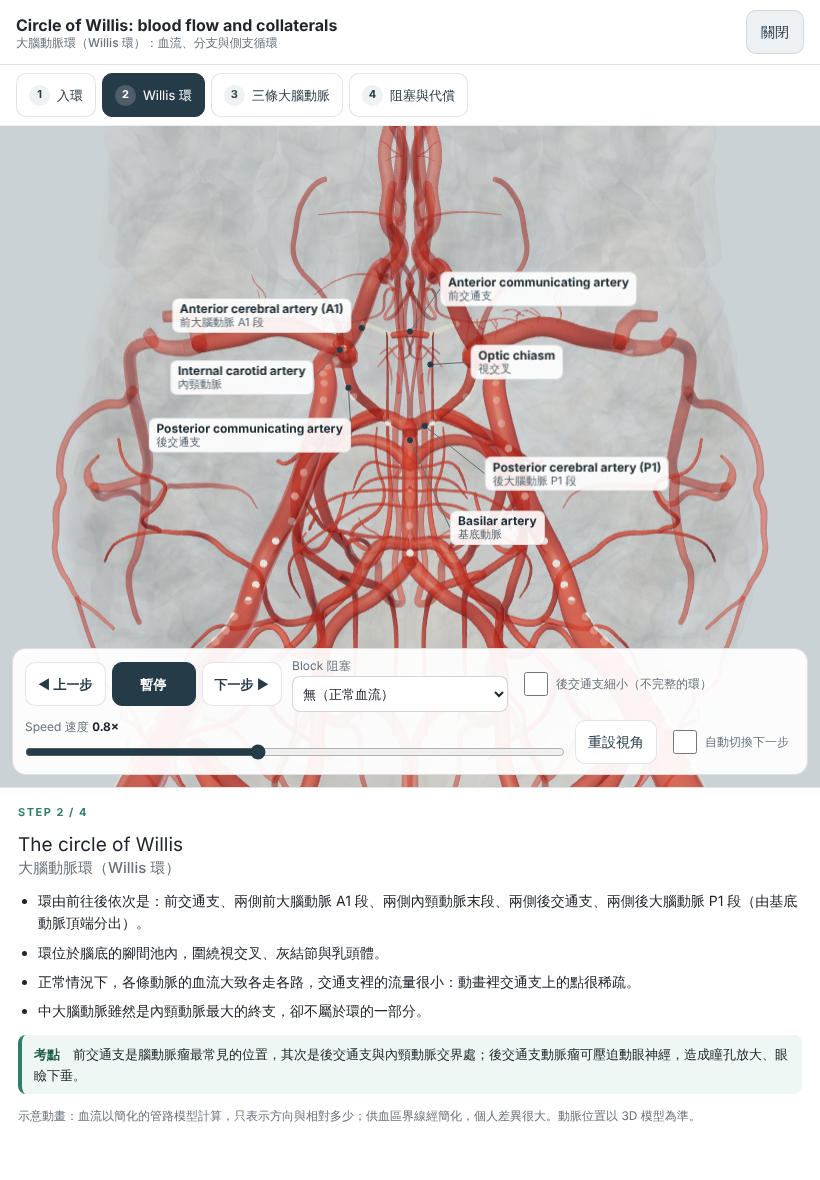 Circle of Willis: blood flow and collaterals
大腦動脈環（Willis 環）：血流、分支與側支循環
關閉
1 入環
2 Willis 環
3 三條大腦動脈
4 阻塞與代償
Anterior communicating artery
前交通支
Anterior cerebral artery (A1)
前大腦動脈 A1 段
Optic chiasm
視交叉
Internal carotid artery
內頸動脈
Posterior communicating artery
後交通支
Posterior cerebral artery (P1)
後大腦動脈 P1 段
Basilar artery
基底動脈
Block 阻塞
◀ 上一步
暫停
下一步 ▶
無（正常血流）
後交通支細小（不完整的環）
Speed 速度 0.8×
重設視角
自動切換下一步
STEP 2 / 4
The circle of Willis
大腦動脈環（Willis 環）
環由前往後依次是：前交通支、兩側前大腦動脈 A1 段、兩側內頸動脈末段、兩側後交通支、兩側後大腦動脈 P1 段（由基底
動脈頂端分出）。
環位於腦底的腳間池內，圍繞視交叉、灰結節與乳頭體。
正常情況下，各條動脈的血流大致各走各路，交通支裡的流量很小：動畫裡交通支上的點很稀疏。
中大腦動脈雖然是內頸動脈最大的終支，卻不屬於環的一部分。
考點 前交通支是腦動脈瘤最常見的位置，其次是後交通支與內頸動脈交界處；後交通支動脈瘤可壓迫動眼神經，造成瞳孔放大、眼
瞼下垂。
示意動畫：血流以簡化的管路模型計算，只表示方向與相對多少；供血區界線經簡化，個人差異很大。動脈位置以 3D 模型為準。